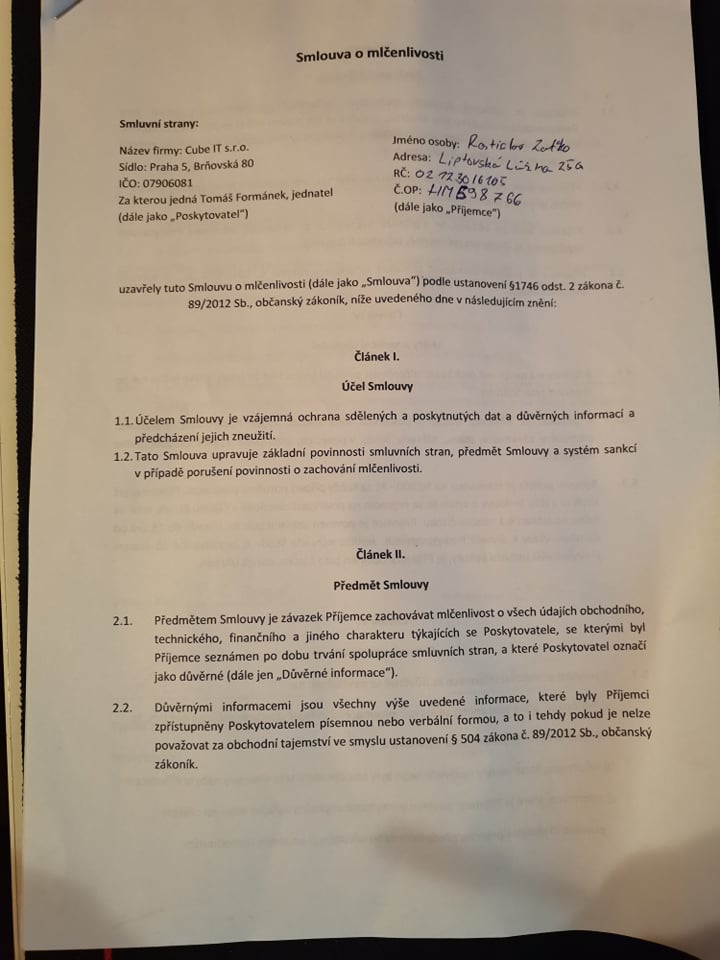 Smlouva o mlčenlivosti
Smluvní strany:
Název firmy: Cube IT s.r.o.
Sídlo: Praha 5, Brňovská 80
IČO: 07906081
Za kterou jedná Tomáš Formánek, jednatel
(dále jako „Poskytovatel“)
Jméno osoby: Rastislav
Adresa: Liptovská Lúžna 259
RČ:
Č.OP:
(dále jako „Příjemce“)
uzavřely tuto Smlouvu o mlčenlivosti (dále jako „Smlouva“) podle ustanovení §1746 odst. 2 zákona č.
89/2012 Sb., občanský zákoník, níže uvedeného dne v následujícím znění:
Článek I.
Účel Smlouvy
1.1. Účelem Smlouvy je vzájemná ochrana sdělených a poskytnutých dat a důvěrných informací a
předcházení jejich zneužití.
1.2. Tato Smlouva upravuje základní povinnosti smluvních stran, předmět Smlouvy a systém sankcí
v případě porušení povinnosti o zachování mlčenlivosti.
Článek II.
Předmět Smlouvy
2.1. Předmětem Smlouvy je závazek Příjemce zachovávat mlčenlivost o všech údajích obchodního,
technického, finančního a jiného charakteru týkajících se Poskytovatele, se kterými byl
Příjemce seznámen po dobu trvání spolupráce smluvních stran, a které Poskytovatel označí
jako důvěrné (dále jen „Důvěrné informace“).
2.2. Důvěrnými informacemi jsou všechny výše uvedené informace, které byly Příjemci
zpřístupněny Poskytovatelem písemnou nebo verbální formou, a to i tehdy pokud je nelze
považovat za obchodní tajemství ve smyslu ustanovení § 504 zákona č. 89/2012 Sb., občanský
zákoník.